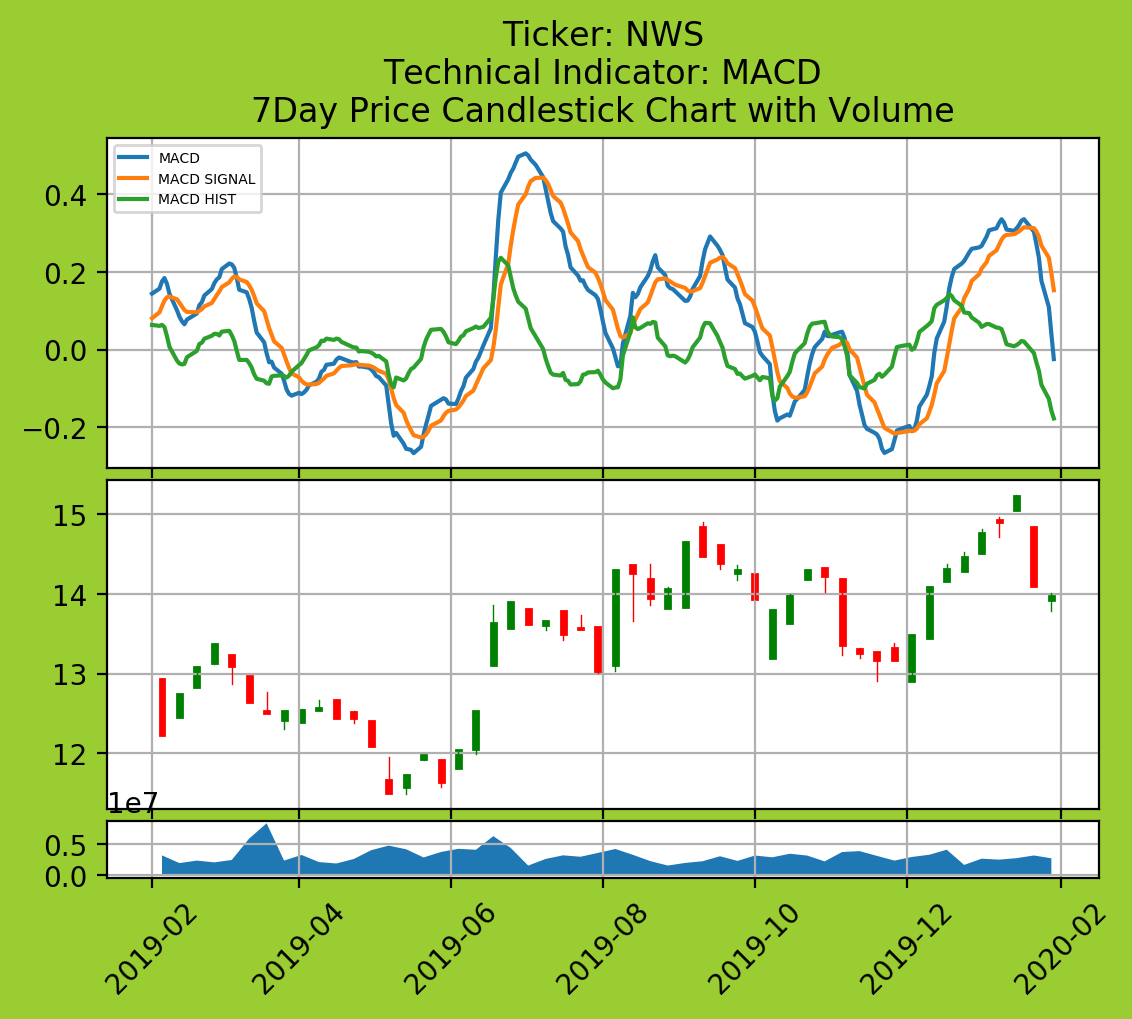 Ticker: NWS
Technical Indicator: MACD
7Day Price Candlestick Chart with Volume
MACD
MACD SIGNAL
MACD HIST
0.4
0.2
0.0
−0.2
15
14
13
12
1e7
0.5
0.0
2019-02
2019-04
2019-06
2019-08
2019-10
2019-12
2020-02